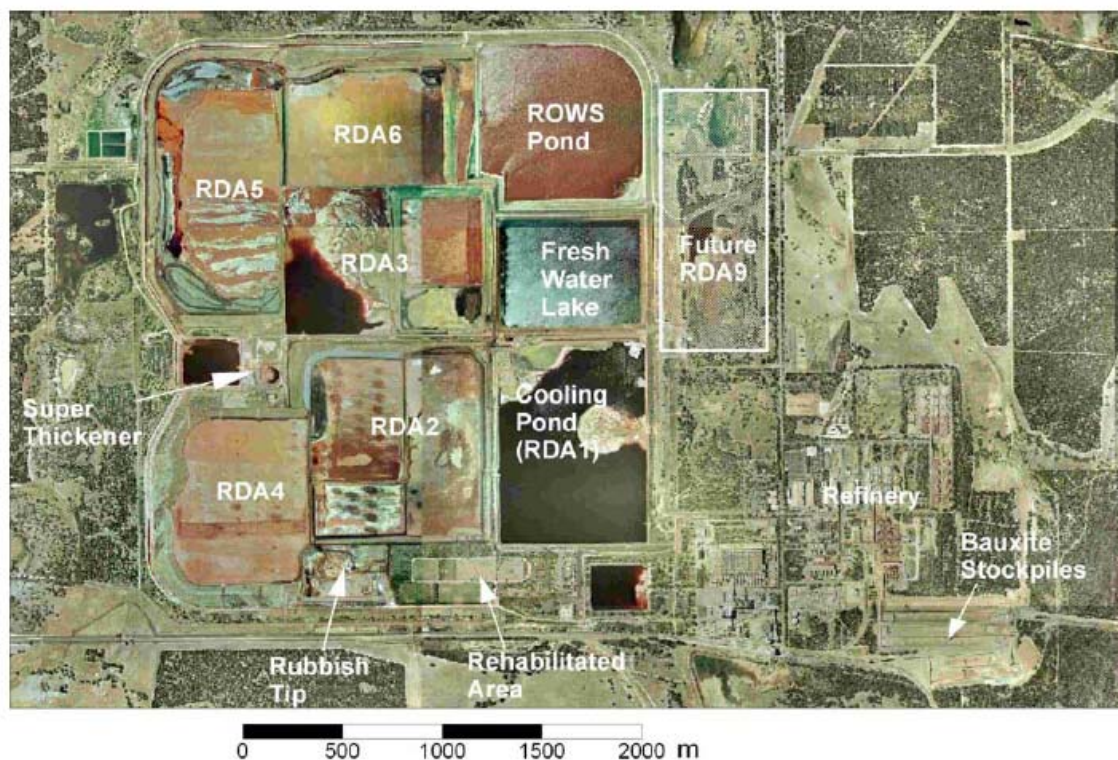 RDA6
ROWS
Pond
RDA5
RDA3
Fresh
Water
Lake
Future
RDA9
Super
Thickener
RDA2
Cooling
Pond
(RDA1)
RDA4
Refinery
Bauxite
Stockpiles
Rubbish
Tip
Rehabilitated
Area
0 500 1000 1500 2000 m